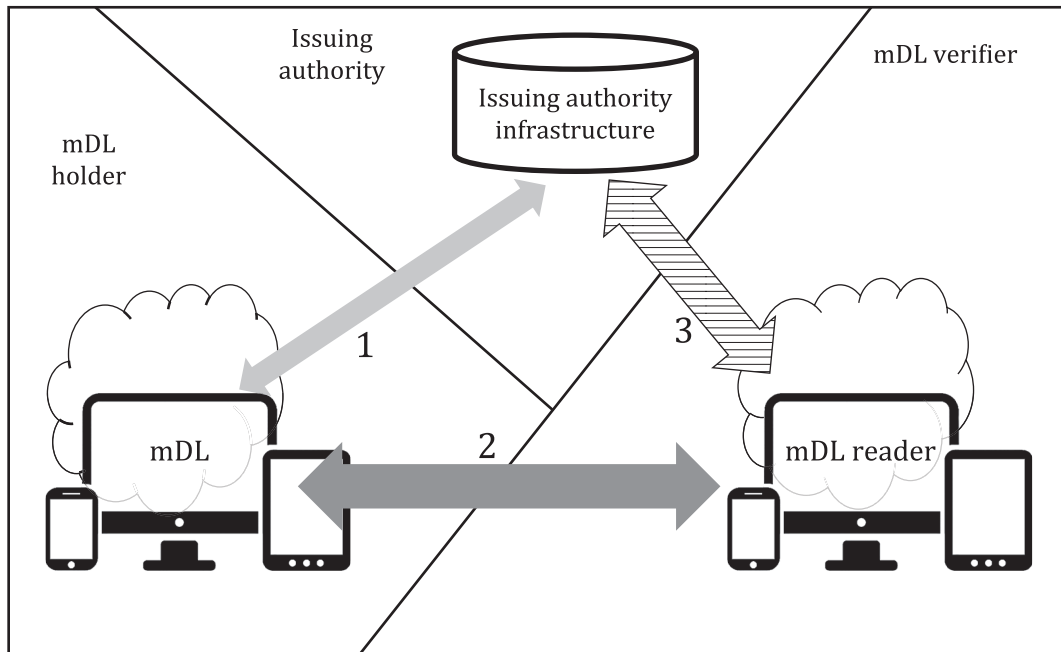 Issuing
authority
mDL verifier
Issuing authority
infrastructure
mDL
holder
1
3
2
mDL
mDL reader